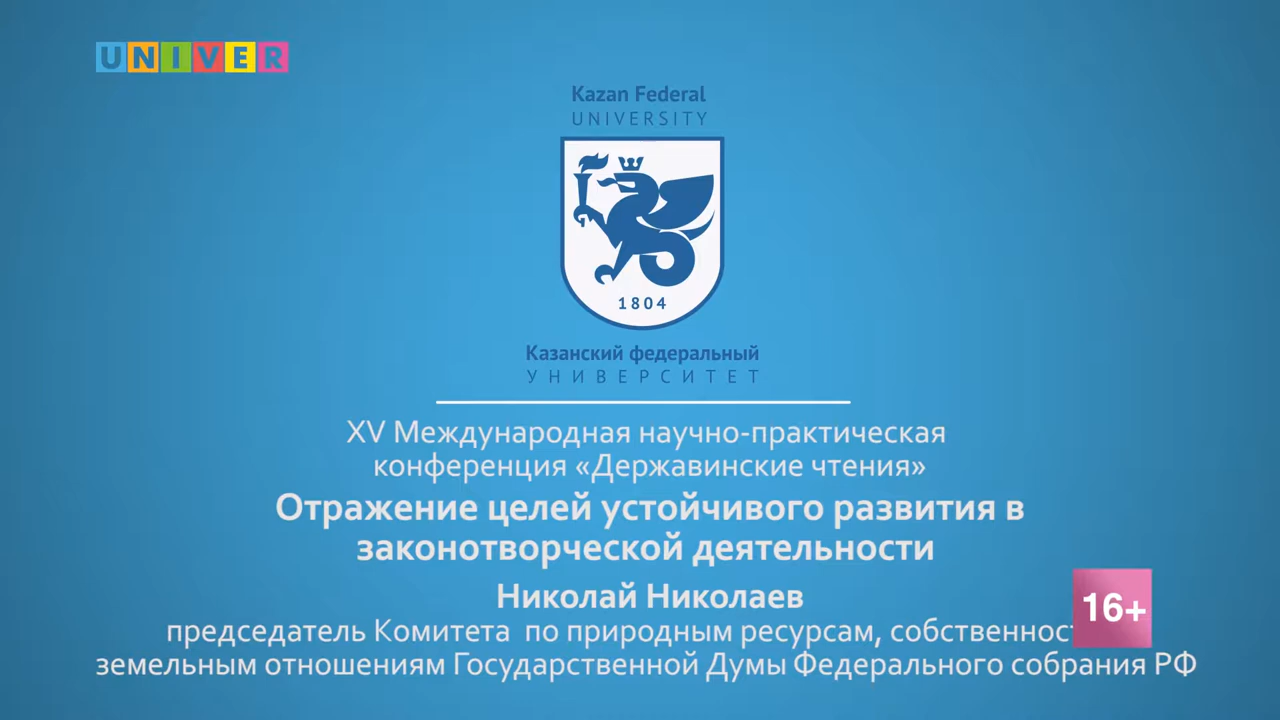 UNIVER
Kazan Federal
UNIVERSITY
1804
Казанский федеральный
УНИВЕРСИТЕТ
XV Международная научно-практическая
конференция «Державинские чтения»
Отражение целей устойчивого развития в
законотворческой деятельности
Николай Николаев
16+
председатель Комитета по природным ресурсам,
земельным отношениям Государственной Думы Федерального собрания РФ